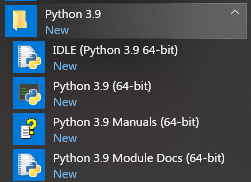 Python 3.9
New
IDLE (Python 3.9 64-bit)
New
Python 3.9 (64-bit)
New
Python 3.9 Manuals (64-bit)
New
Python 3.9 Module Docs (64-bit)
New